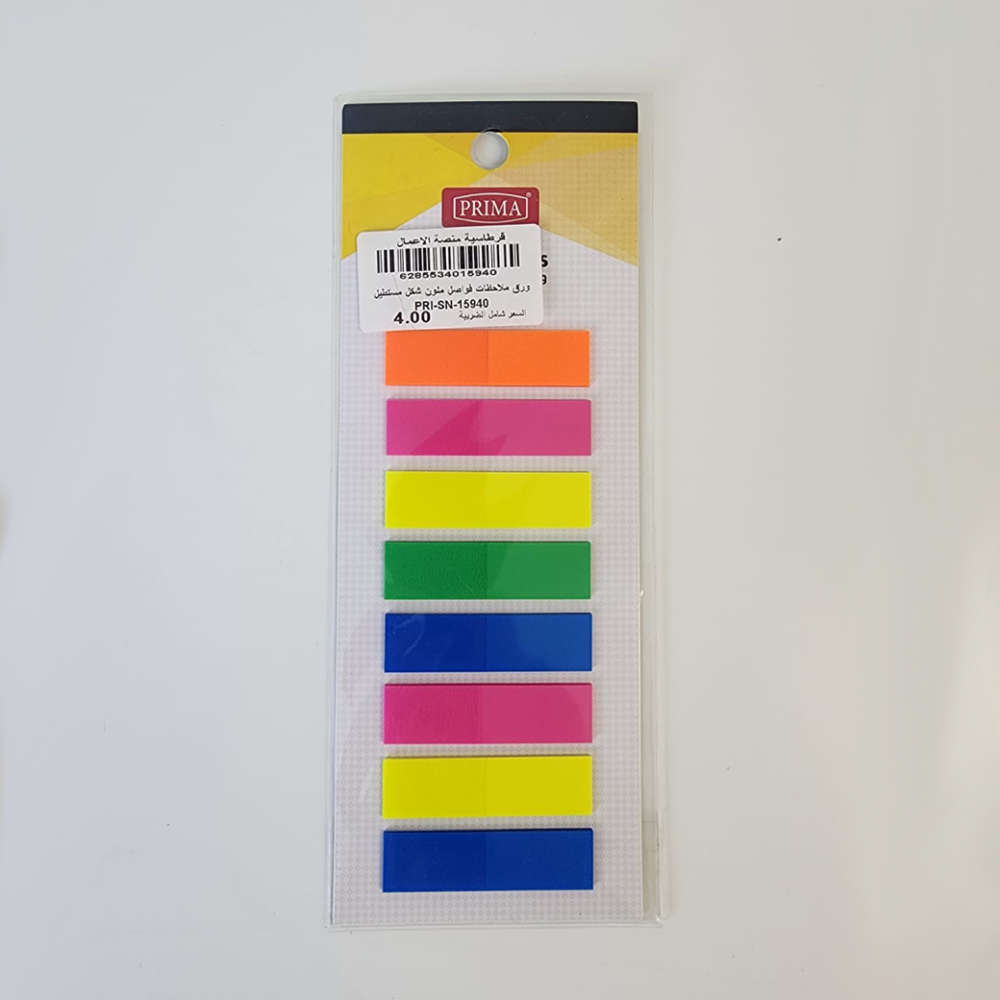 PRIMA®
قرطاسية منصة الاعمال
6285534015940
ورق ملاحظات فواصل ملون شكل مستطيل
PRI-SN-15940
4.00 السعر شامل الضريبة